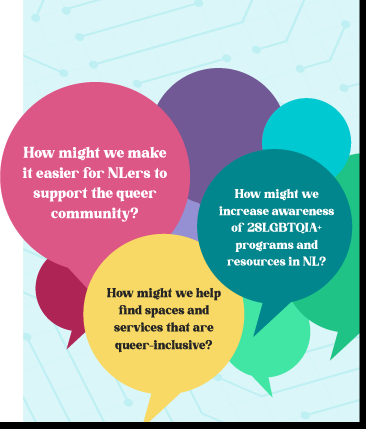 How might we make
it easier for NLers to
support the queer
community?
How might we
increase awareness
of 2SLGBTQIA+
programs and
resources in NL?
How might we help
find spaces and
services that are
queer-inclusive?